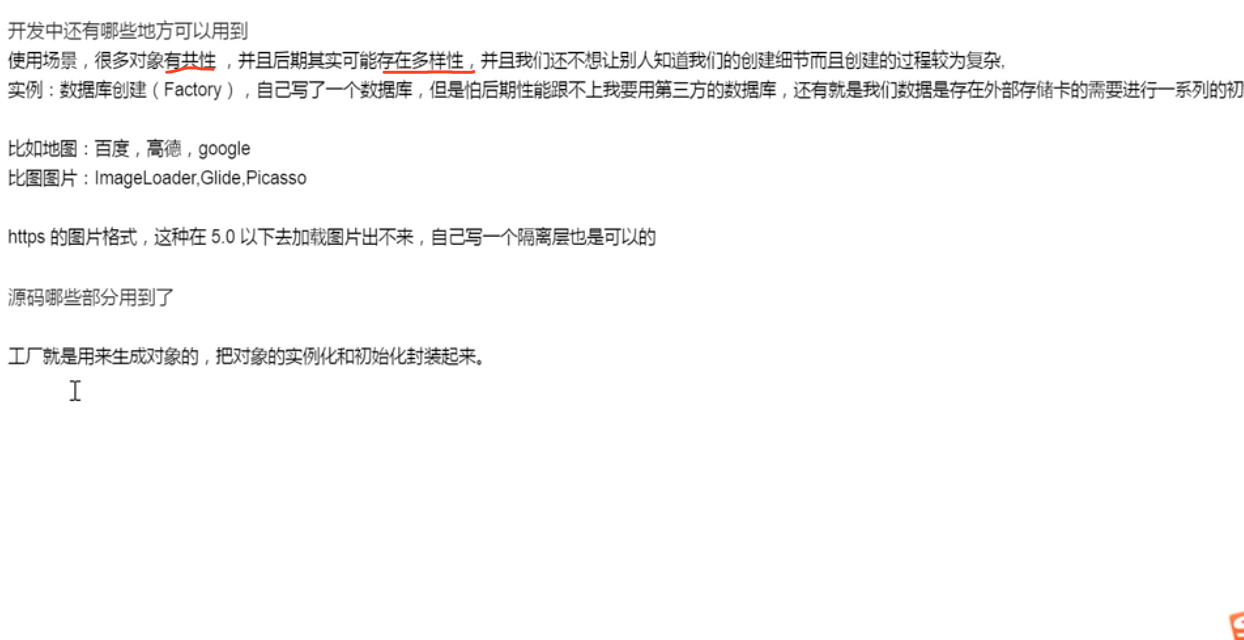 开发中还有哪些地方可以用到
使用场景，很多对象有共性 ，并且后期其实可能存在多样性，并且我们还不想让别人知道我们的创建细节而且创建的过程较为复杂,
实例：数据库创建（Factory），自己写了一个数据库，但是怕后期性能跟不上我要用第三方的数据库，还有就是我们数据是存在外部存储卡的需要进行一系列的初
比如地图：百度，高德，google
比图图片：ImageLoader,Glide,Picasso
https 的图片格式，这种在 5.0 以下去加载图片出不来，自己写一个隔离层也是可以的
源码哪些部分用到了
工厂就是用来生成对象的，把对象的实例化和初始化封装起来。